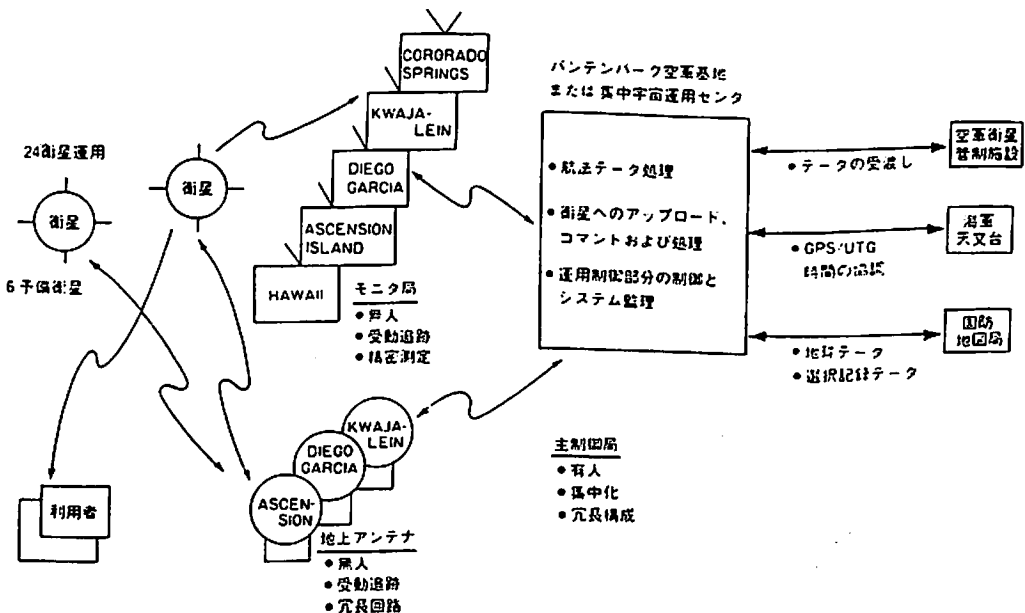 CORORADO
SPRINGS
KWAJA-
LEIN
DIEGO
GARCIA
ASCENSION
ISLAND
HAWAII
モニタ局
• 無人
• 受動追跡
• 精密測定
24衛星運用
衛星
衛星
6予備衛星
利用者
KWAJA-
LEIN
DIEGO
GARCIA
ASCEN-
SION
地上アンテナ
• 無人
• 受動追跡
• 冗長回路
バンデンバーク空軍基地
または集中宇宙運用センタ
• 航法データ処理
• 衛星へのアップロード、
コマントおよび処理
• 運用制御部分の制御と
システム監理
主制御局
• 有人
• 集中化
• 冗長構成
• データの受渡し
空軍衛星
管制施設
• GPS/UTG
時間の
海軍
天文台
• 地球データ
• 選択記録データ
国防
地図局